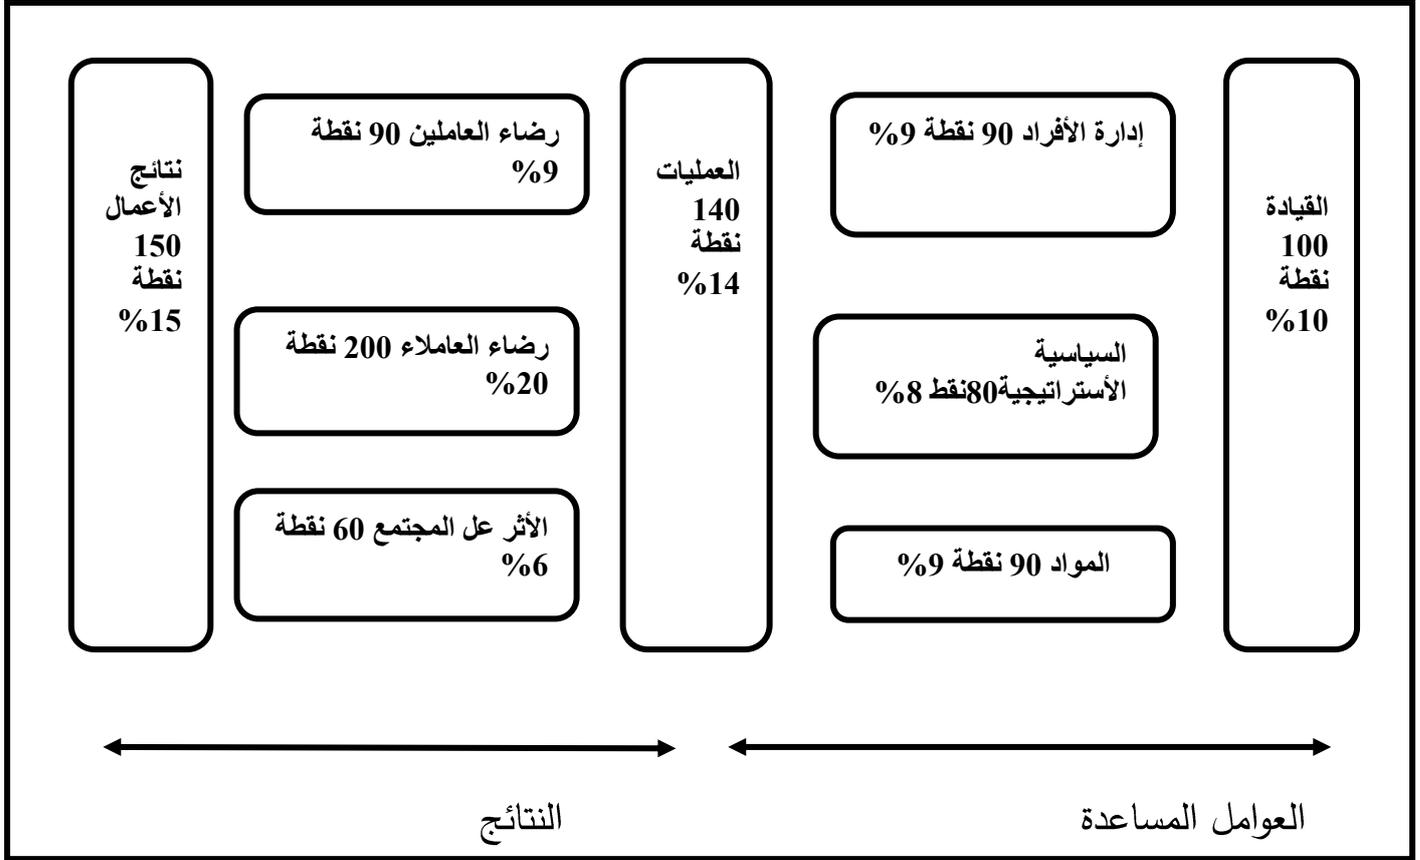 القيادة
100
نقطة
%10
إدارة الأفراد 90 نقطة 9%
السياسية
الأستراتيجية80نقط 8%
المواد 90 نقطة 9%
العمليات
140
نقطة
%14
رضاء العاملين 90 نقطة
%9
رضاء العاملاء 200 نقطة
%20
الأثر عل المجتمع 60 نقطة
%6
نتائج
الأعمال
150
نقطة
%15
العوامل المساعدة
النتائج